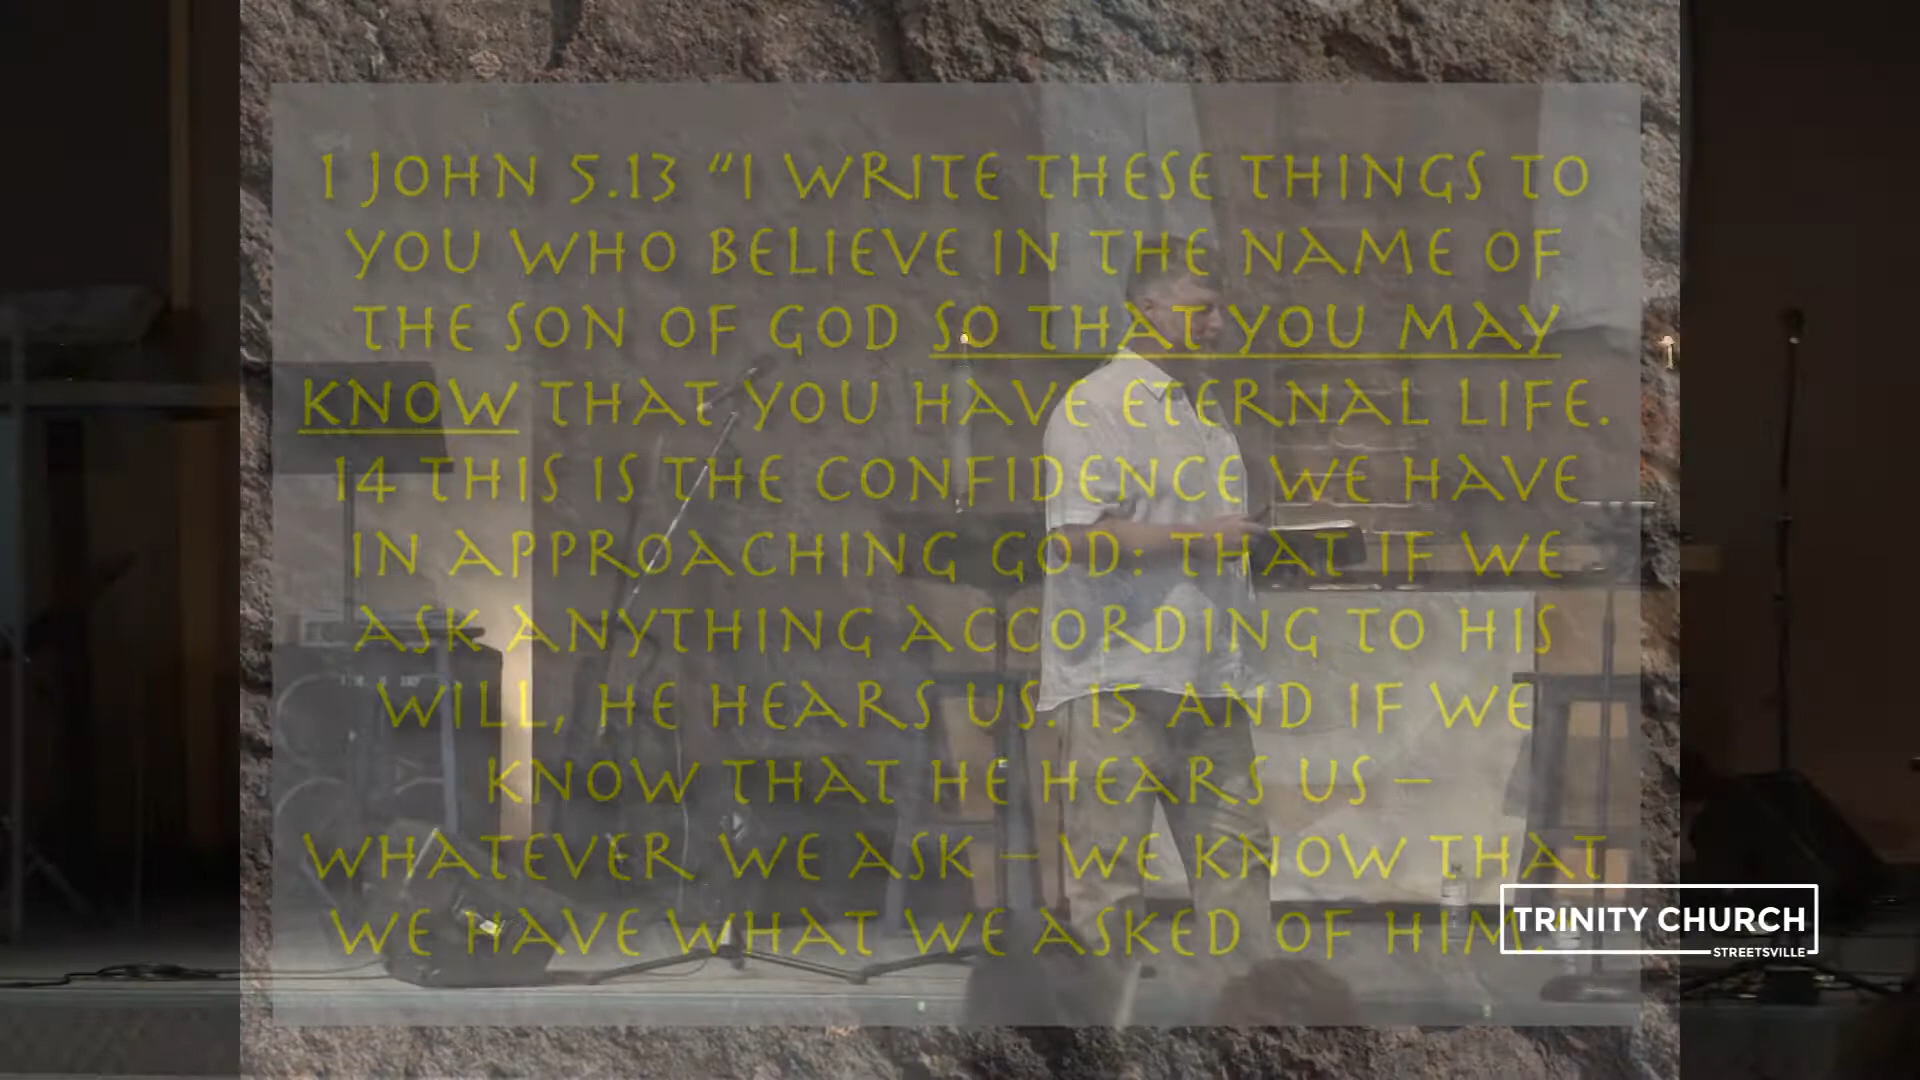 1 JOHN 5.13 “I WRITE THESE THINGS TO
YOU WHO BELIEVE IN THE NAME OF
THE SON OF GOD SO THAT YOU MAY
KNOW THAT YOU HAVE ETERNAL LIFE.
14 THIS IS THE CONFIDENCE WE HAVE
IN APPROACHING GOD: THAT IF WE
ASK ANYTHING ACCORDING TO HIS
WILL, HE HEARS US. 15 AND IF WE
KNOW THAT HE HEARS US –
WHATEVER WE ASK – WE KNOW THAT
WE HAVE WHAT WE ASKED OF HIM.
TRINITY CHURCH
STREETSVILLE